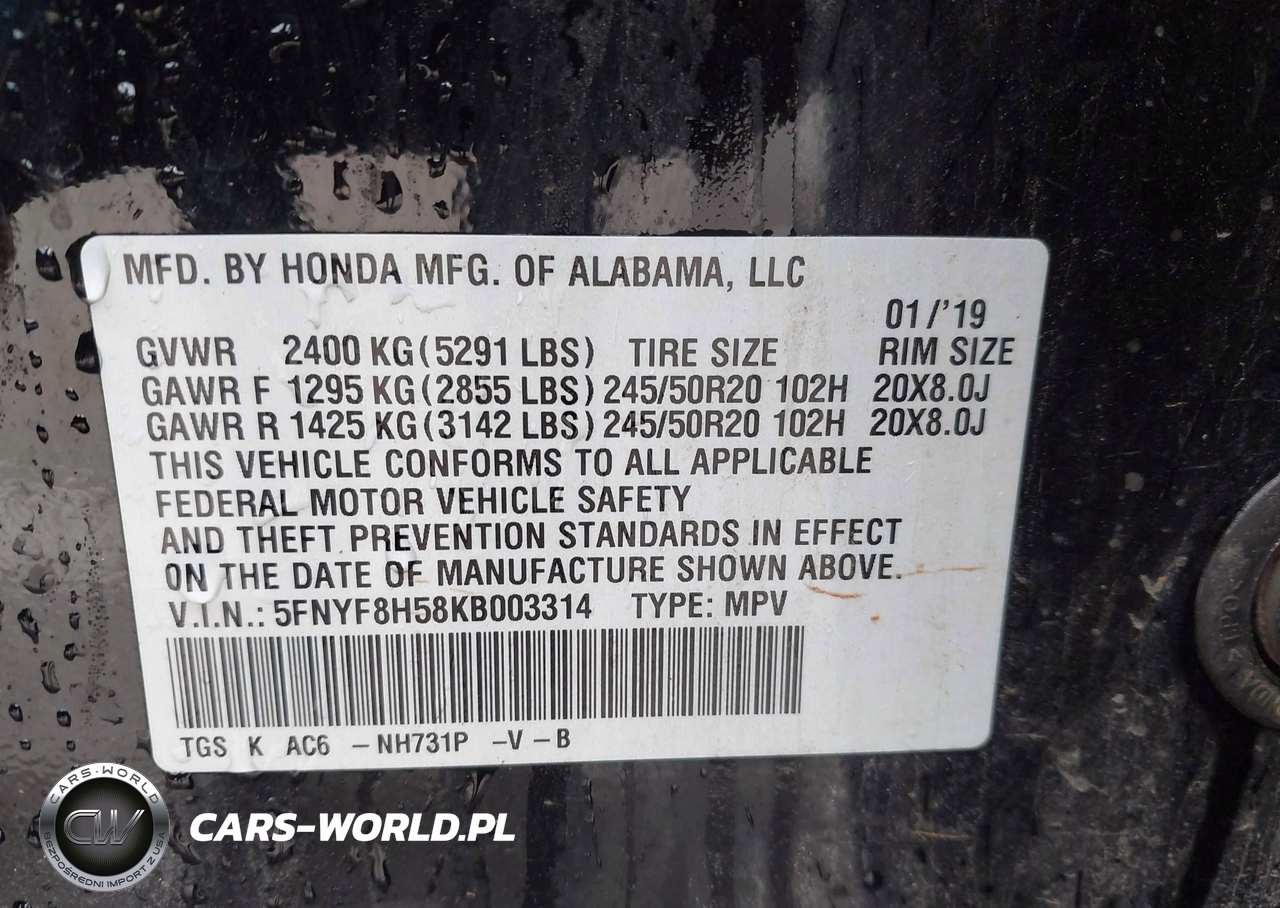 MFD. BY HONDA MFG. OF ALABAMA, LLC
01/'19
GVWR 2400 KG(5291 LBS) TIRE SIZE RIM SIZE
GAWR F 1295 KG(2855 LBS) 245/50R20 102H 20X8.0J
GAWR R 1425 KG(3142 LBS) 245/50R20 102H 20X8.0J
THIS VEHICLE CONFORMS TO ALL APPLICABLE
FEDERAL MOTOR VEHICLE SAFETY
AND THEFT PREVENTION STANDARDS IN EFFECT
ON THE DATE OF MANUFACTURE SHOWN ABOVE.
V.I.N.: 5FNYF8H58KB003314 TYPE: MPV
TGS K AC6 -NH731P -V-B
CARS-WORLD
CW
BEZPOŚREDNI IMPORT Z USA
CARS-WORLD.PL